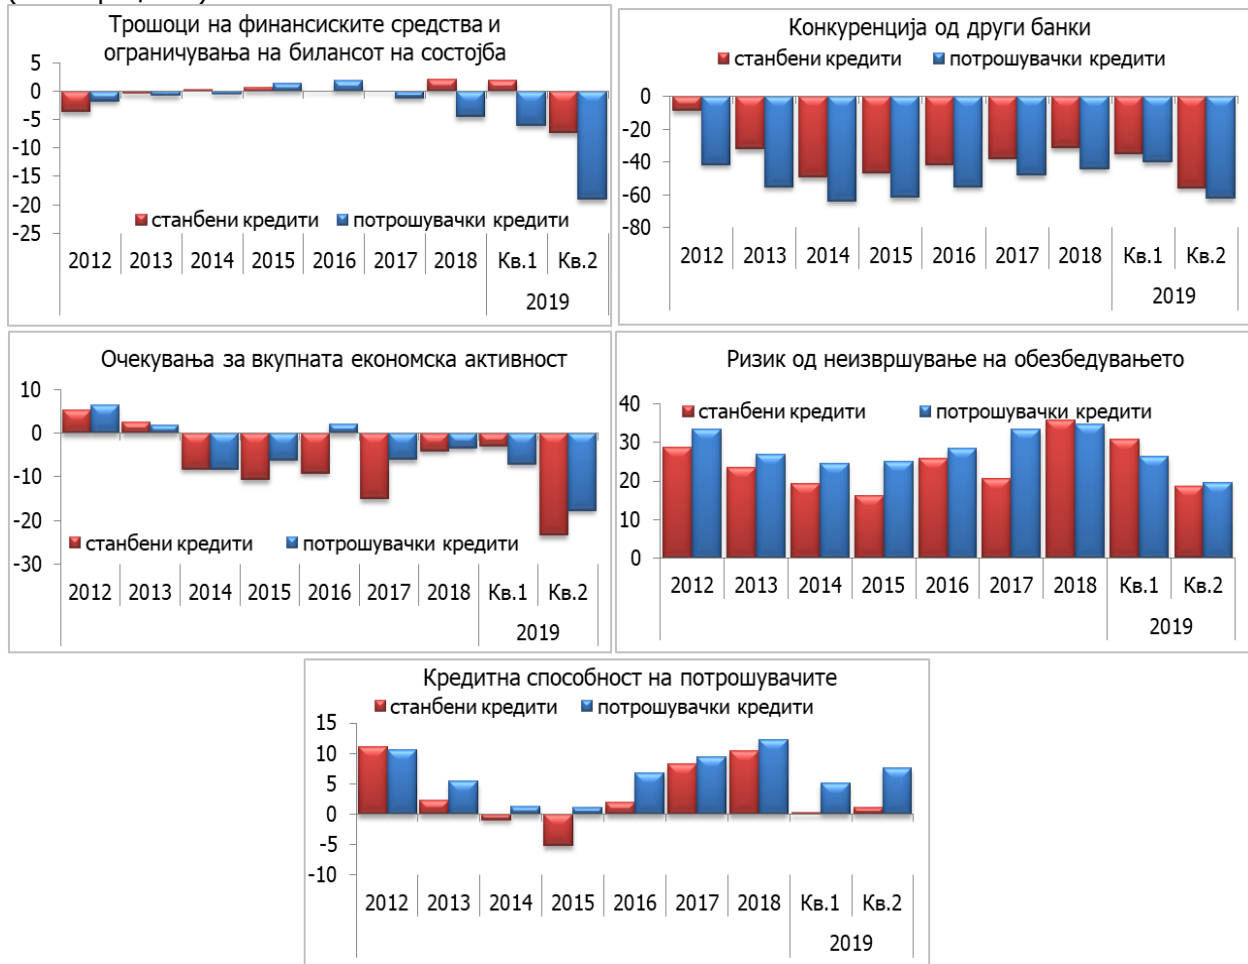 Трошоци на финансиските средства и
ограничувања на билансот на состојба
5
0
-5
-10
-15
-20
-25
станбени кредити потрошувачки кредити
2012 2013 2014 2015 2016 2017 2018 Кв.1 Кв.2
2019
Конкуренција од други банки
станбени кредити потрошувачки кредити
0
-20
-40
-60
-80
2012 2013 2014 2015 2016 2017 2018 Кв.1 Кв.2
2019
Очекувања за вкупната економска активност
10
0
-10
-20
-30
станбени кредити потрошувачки кредити
2012 2013 2014 2015 2016 2017 2018 Кв.1 Кв.2
2019
Ризик од неизвршување на обезбедувањето
станбени кредити потрошувачки кредити
40
30
20
10
0
2012 2013 2014 2015 2016 2017 2018 Кв.1 Кв.2
2019
Кредитна способност на потрошувачите
станбени кредити потрошувачки кредити
15
10
5
0
-5
-10
2012 2013 2014 2015 2016 2017 2018 Кв.1 Кв.2
2019